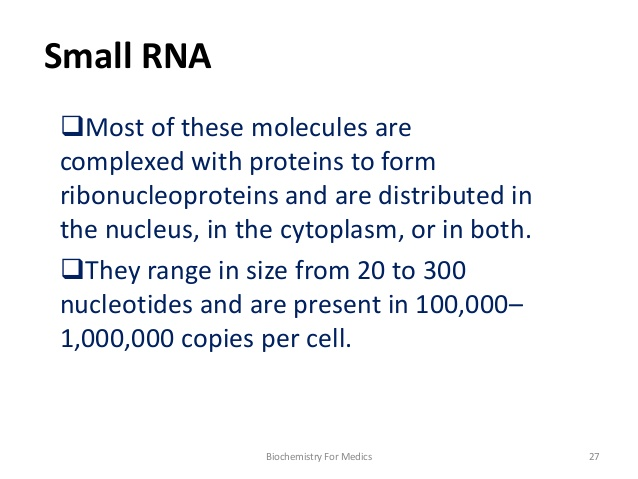 Small RNA
❑Most of these molecules are
complexed with proteins to form
ribonucleoproteins and are distributed in
the nucleus, in the cytoplasm, or in both.
❑They range in size from 20 to 300
nucleotides and are present in 100,000–
1,000,000 copies per cell.
Biochemistry For Medics
27